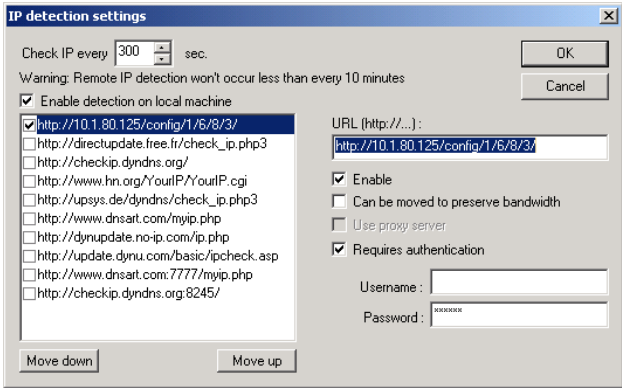 IP detection settings
Check IP every 300 sec.
Warning: Remote IP detection won't occur less than every 10 minutes
Enable detection on local machine
http://10.1.80.125/config/1/6/8/3/
http://directupdate.free.fr/check_ip.php3
http://checkip.dyndns.org/
http://www.hn.org/YourIP/YourIP.cgi
http://upsys.de/dyndns/check_ip.php3
http://www.dnsart.com/myip.php
http://dynupdate.no-ip.com/ip.php
http://update.dynu.com/basic/ipcheck.asp
http://www.dnsart.com:7777/myip.php
http://checkip.dyndns.org:8245/
Move down
Move up
OK
Cancel
URL (http://...) :
http://10.1.80.125/config/1/6/8/3/
Enable
Can be moved to preserve bandwidth
Use proxy server
Requires authentication
Username :
Password : ******